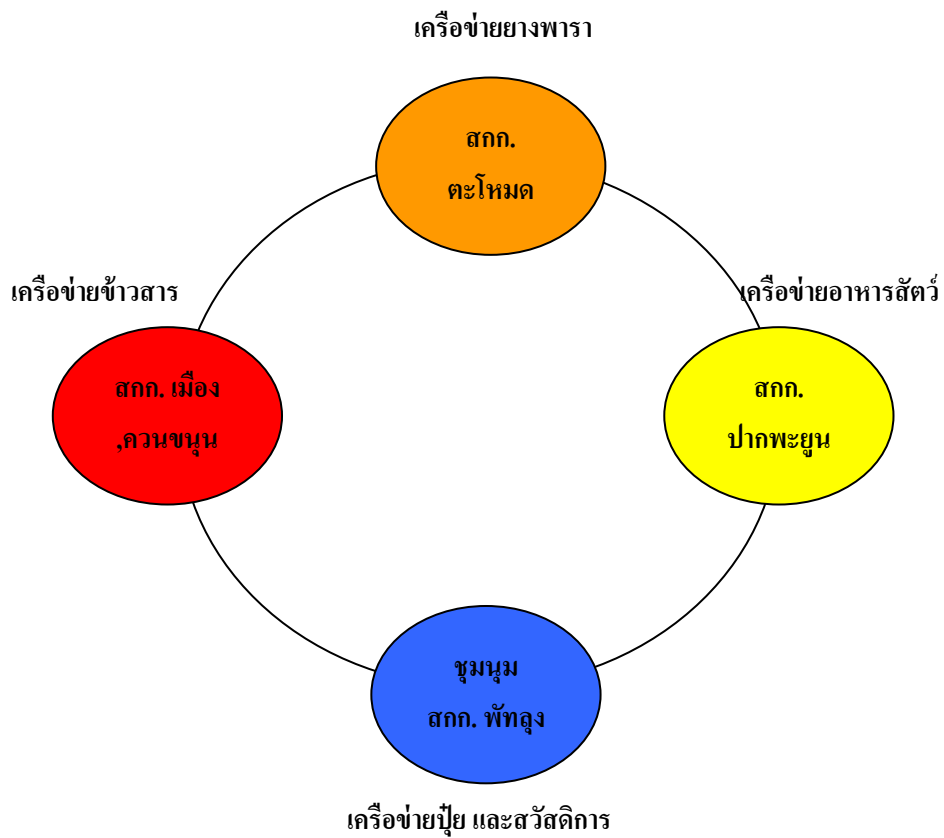 เครือข่ายยางพารา
สกก.
ตะโหมด
เครือข่ายข้าวสาร
เครือข่ายอาหารสัตว์
สกก. เมือง
,ควนขนุน
สกก.
ปากพะยูน
ชุมนุม
สกก. พัทลุง
เครือข่ายปุ๋ย และสวัสดิการ